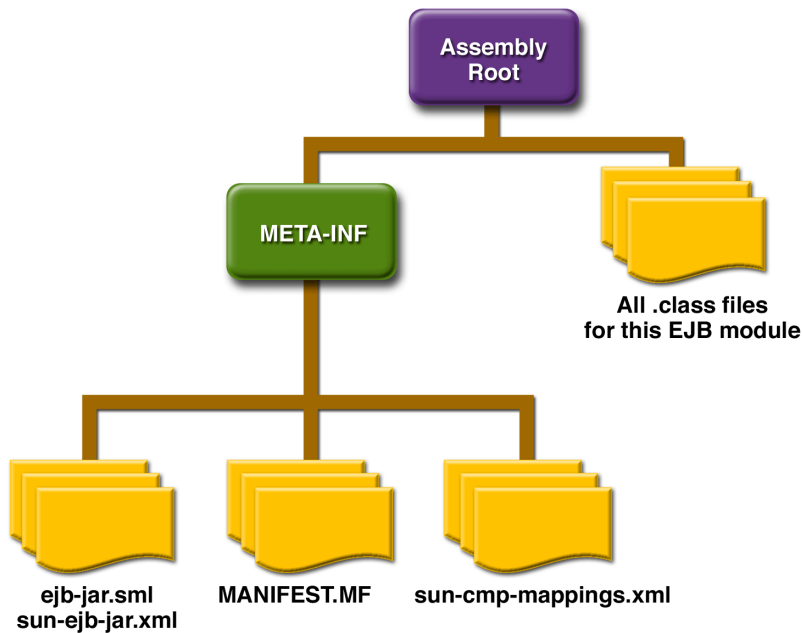 Assembly
Root
META-INF
All .class files
for this EJB module
ejb-jar.sml
sun-ejb-jar.xml
MANIFEST.MF
sun-cmp-mappings.xml